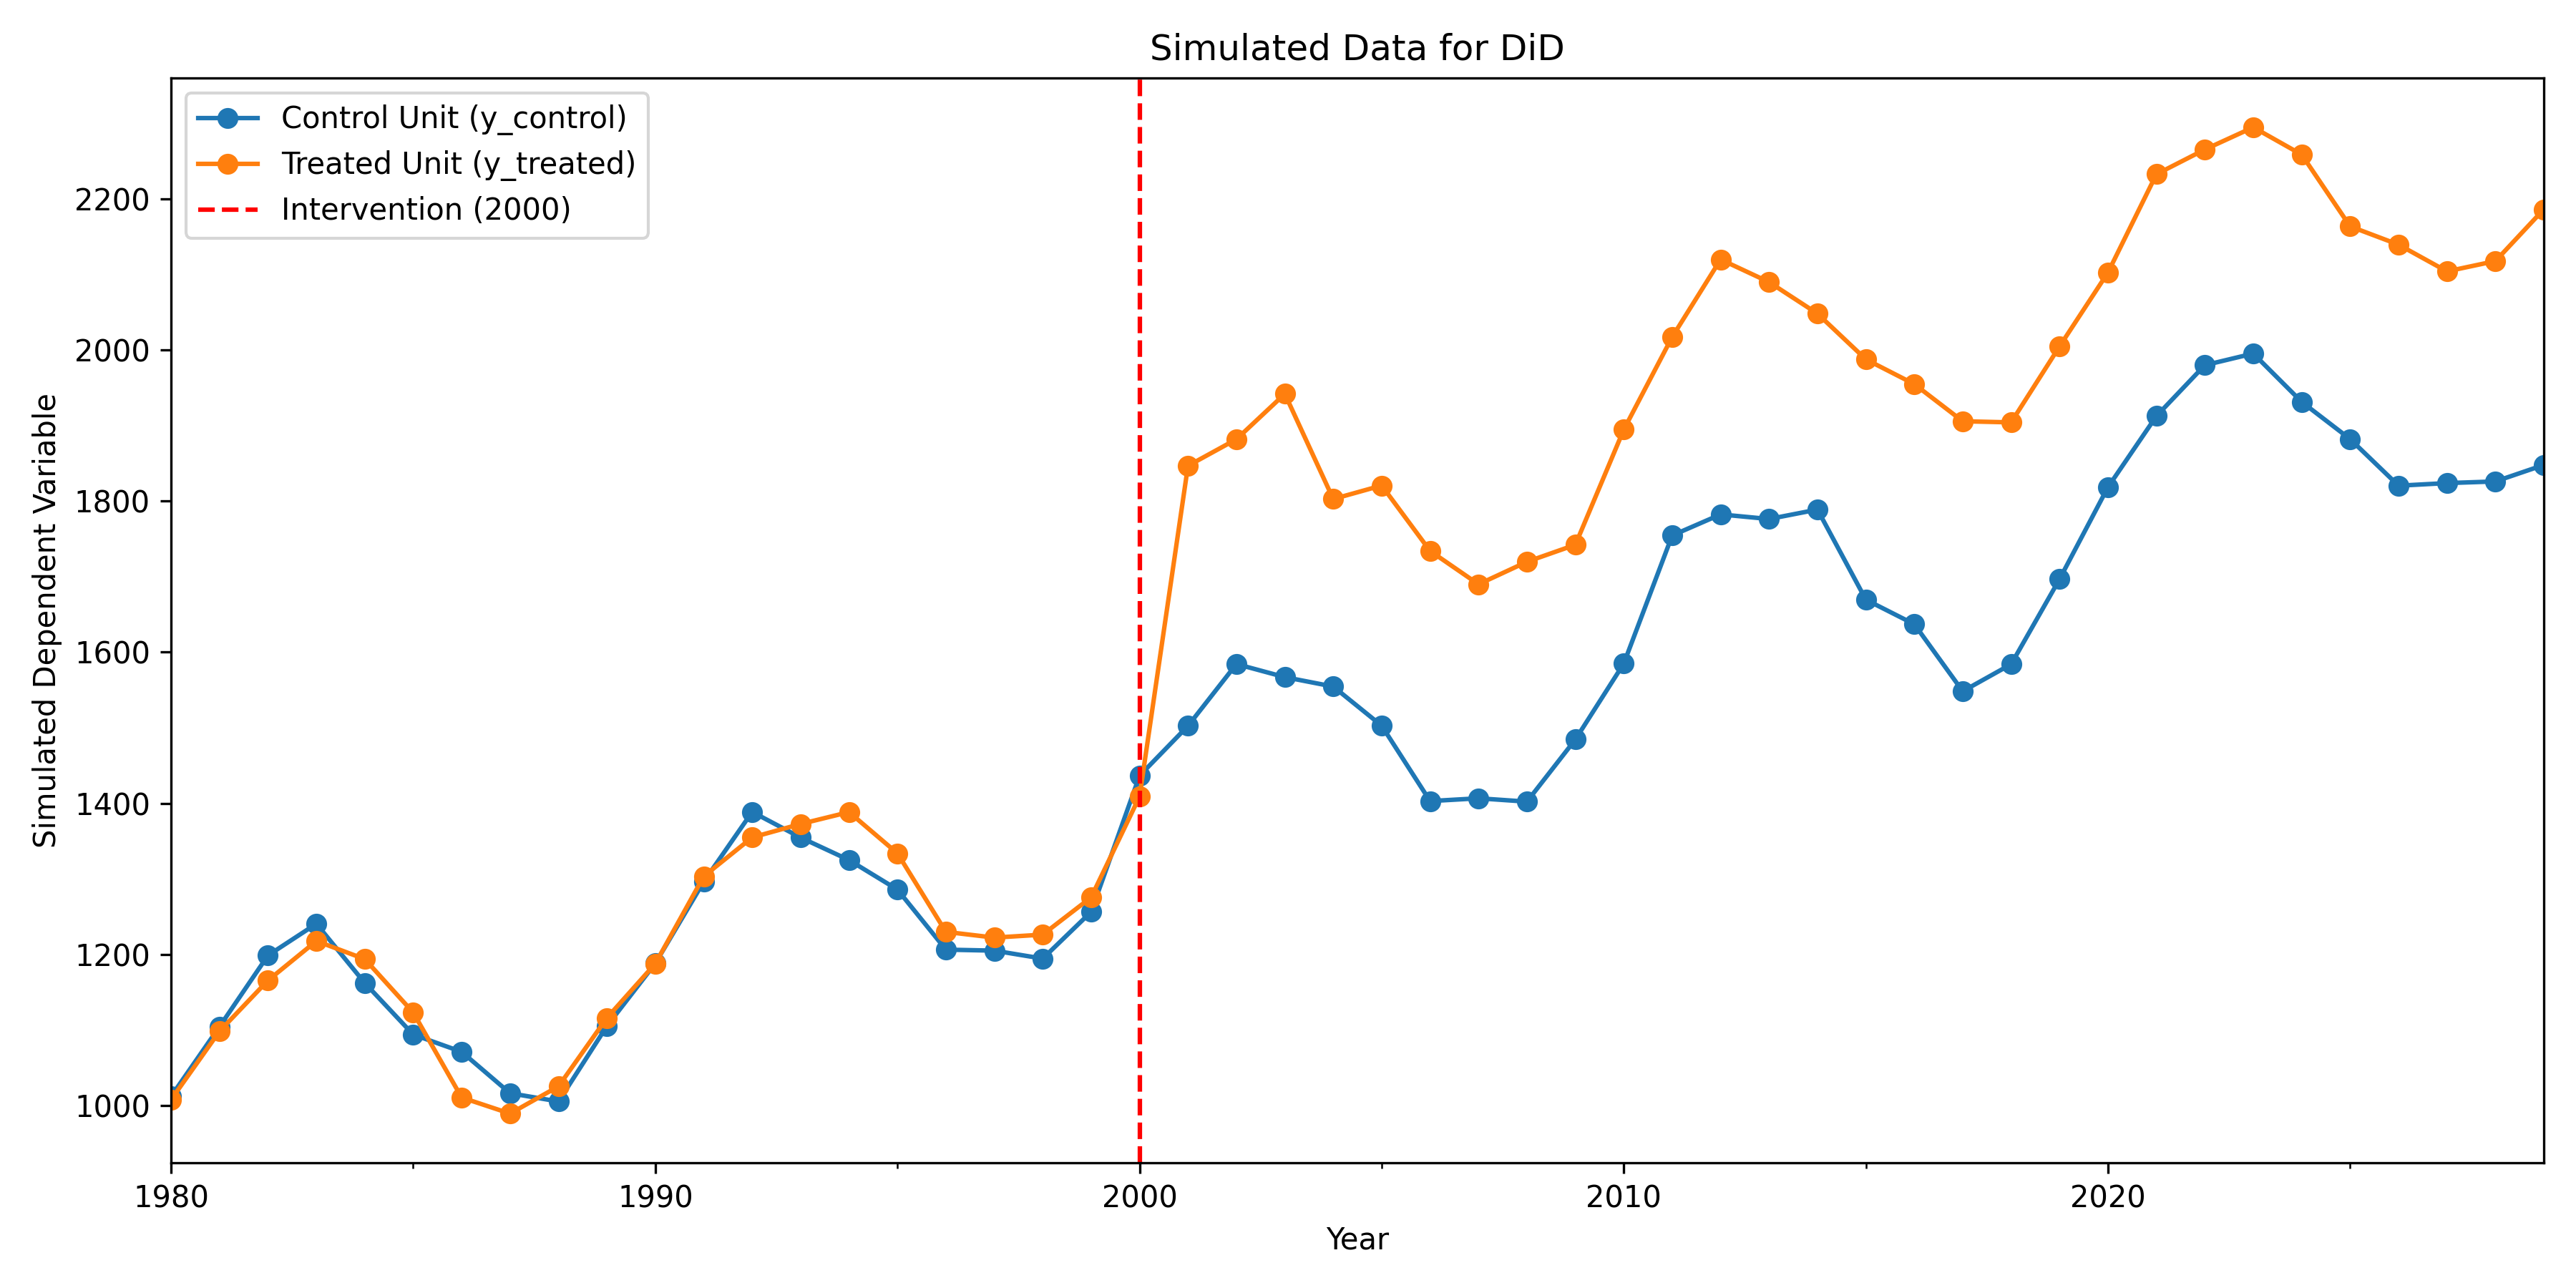 Simulated Data for DiD
Control Unit (y_control)
Treated Unit (y_treated)
Intervention (2000)
Simulated Dependent Variable
2200
2000
1800
1600
1400
1200
1000
1980 1990 2000 2010 2020
Year